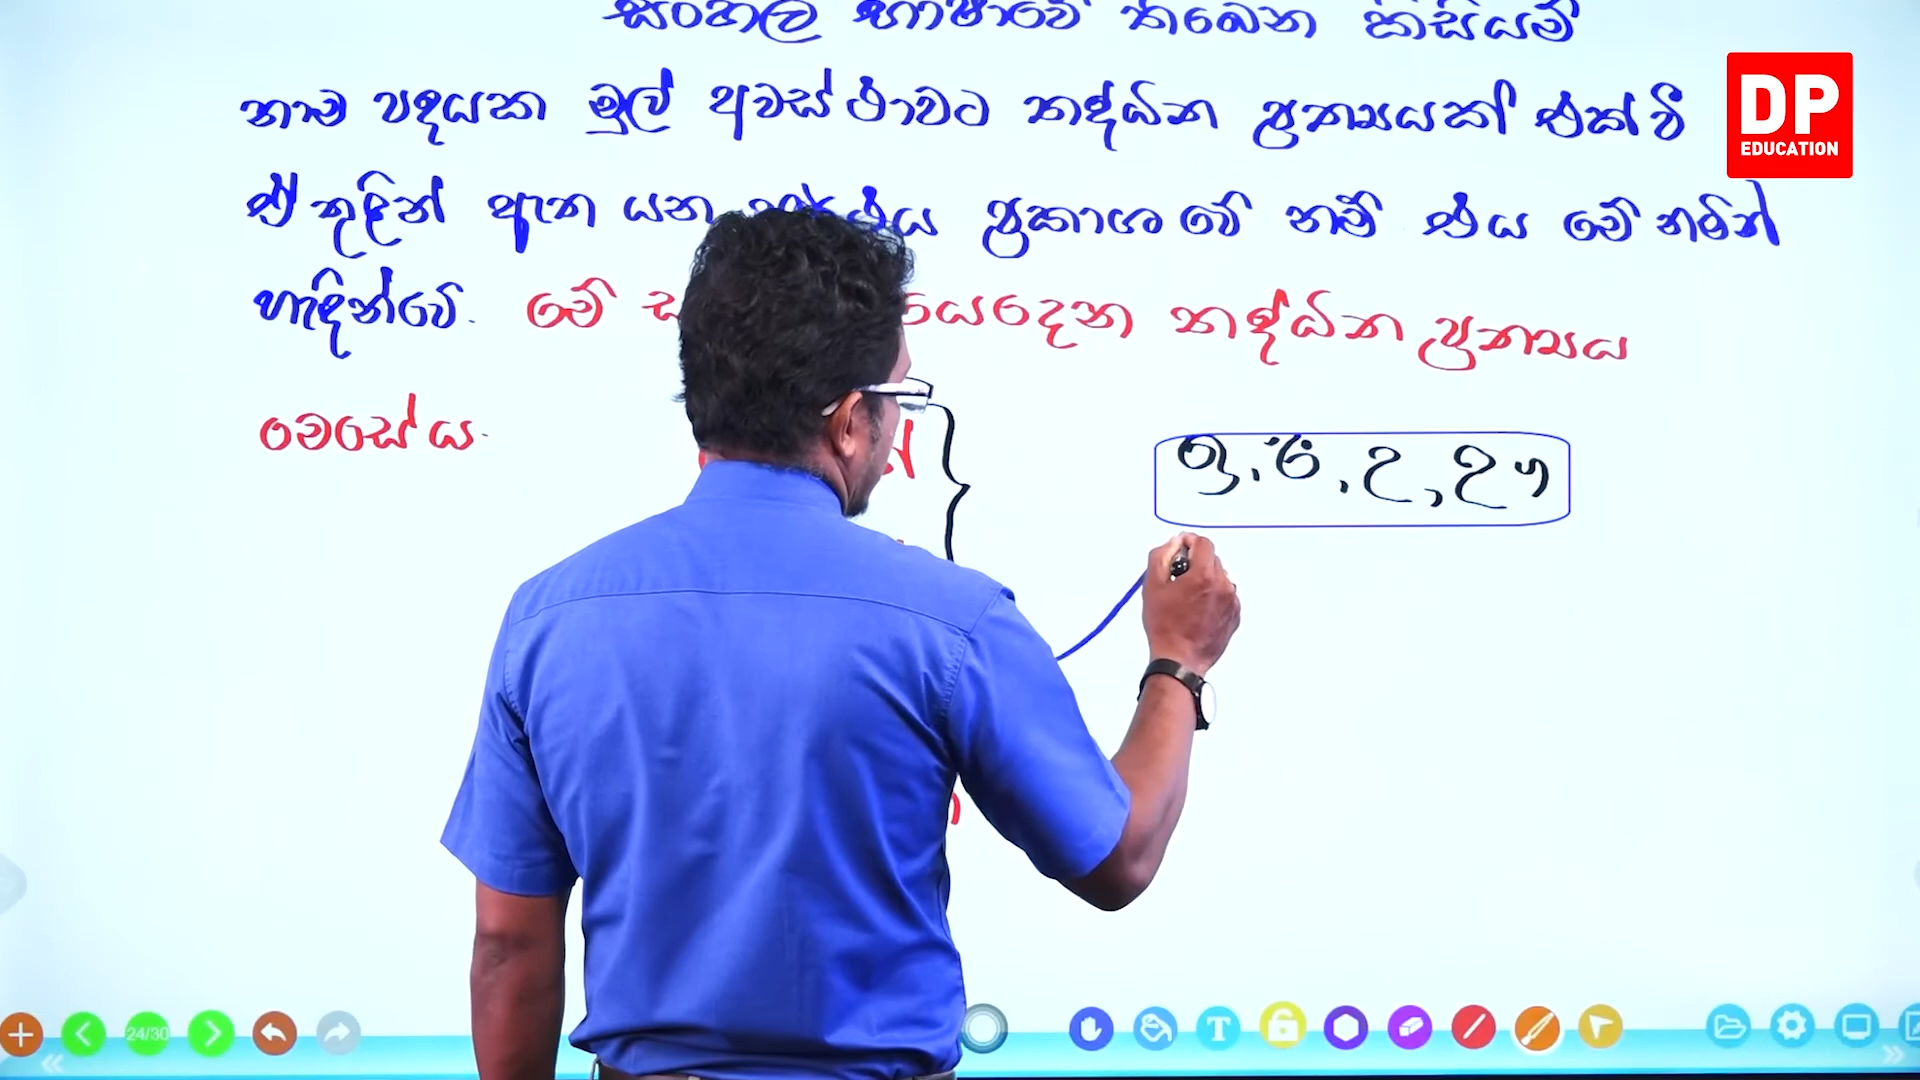 සිංහල භාෂාවේ තිබෙන කිසියම්
නාම පදයක මුල් අවස්ථාවට තද්ධිත ප්‍රත්‍යයක් එක් වී
ඒ තුළින් ඇත යන අර්ථය ප්‍රකාශ වේ නම් එය මේ නමින්
හැඳින්වේ. මේ යෙදෙන තද්ධිත ප්‍රත්‍යය
මෙසේ ය.
ඉ, ඊ, උ, ඌ
DP
EDUCATION
24/30